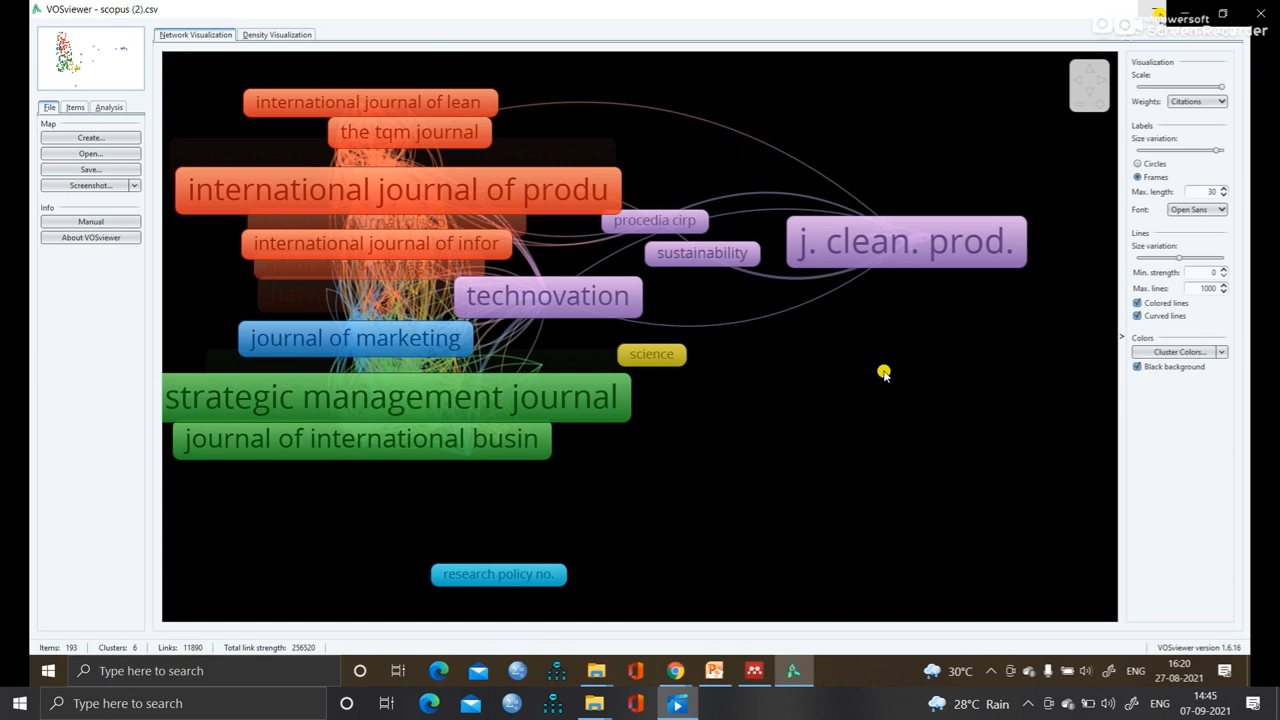 VOSviewer - scopus (2).csv
Network Visualization
Density Visualization
File
Items
Analysis
Map
Create...
Open...
Save...
Screenshot...
Info
Manual
About VOSviewer
international journal of lean
the tqm journal
international journal of produ
procedia cirp
j. clean. prod.
international journal of infor
sustainability
technovation
journal of marketing
science
strategic management journal
journal of international busin
research policy no.
Screen Recorder
Visualization
Scale:
Weights: Citations
Labels
Size variation:
Circles
Frames
Max. length: 30
Font: Open Sans
Lines
Size variation:
Min. strength: 0
Max. lines: 1000
Colored lines
Curved lines
>
Colors
Cluster Colors...
Black background
Items: 193 Clusters: 6 Links: 11890 Total link strength: 256520
VOSviewer version 1.6.16
Type here to search
30°C
ENG
16:20
27-08-2021
Type here to search
28°C Rain
ENG
14:45
07-09-2021